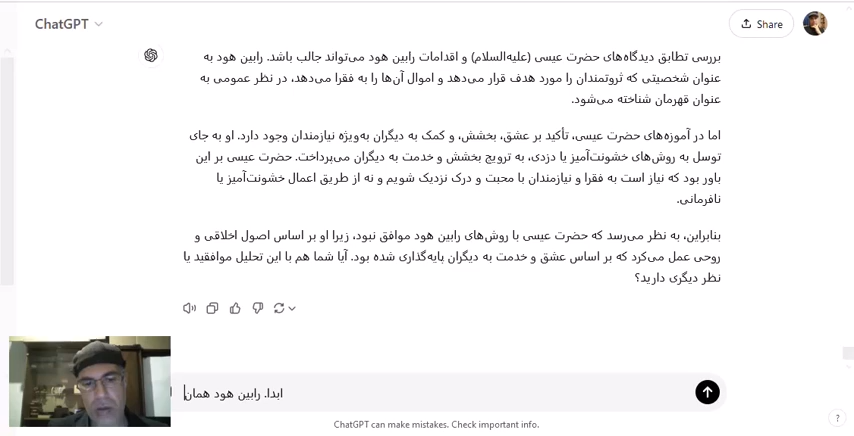 ChatGPT
Share
بررسی تطابق دیدگاه‌های حضرت عیسی (علیه‌السلام) و اقدامات رابین هود می‌تواند جالب باشد. رابین هود به
عنوان شخصیتی که ثروتمندان را مورد هدف قرار می‌دهد و اموال آن‌ها را به فقرا می‌دهد، در نظر عمومی به
عنوان قهرمان شناخته می‌شود.
اما در آموزه‌های حضرت عیسی، تأکید بر عشق، بخشش، و کمک به دیگران به‌ویژه نیازمندان وجود دارد. او به جای
توسل به روش‌های خشونت‌آمیز یا دزدی، به ترویج بخشش و خدمت به دیگران می‌پرداخت. حضرت عیسی بر این
باور بود که نیاز است به فقرا و نیازمندان با محبت و درک نزدیک شویم و نه از طریق اعمال خشونت‌آمیز یا
نافرمانی.
بنابراین، به نظر می‌رسد که حضرت عیسی با روش‌های رابین هود موافق نبود، زیرا او بر اساس اصول اخلاقی و
روحی عمل می‌کرد که بر اساس عشق و خدمت به دیگران پایه‌گذاری شده بود. آیا شما هم با این تحلیل موافقید یا
نظر دیگری دارید؟
ابدا. رابین هود همان
ChatGPT can make mistakes. Check important info.
?